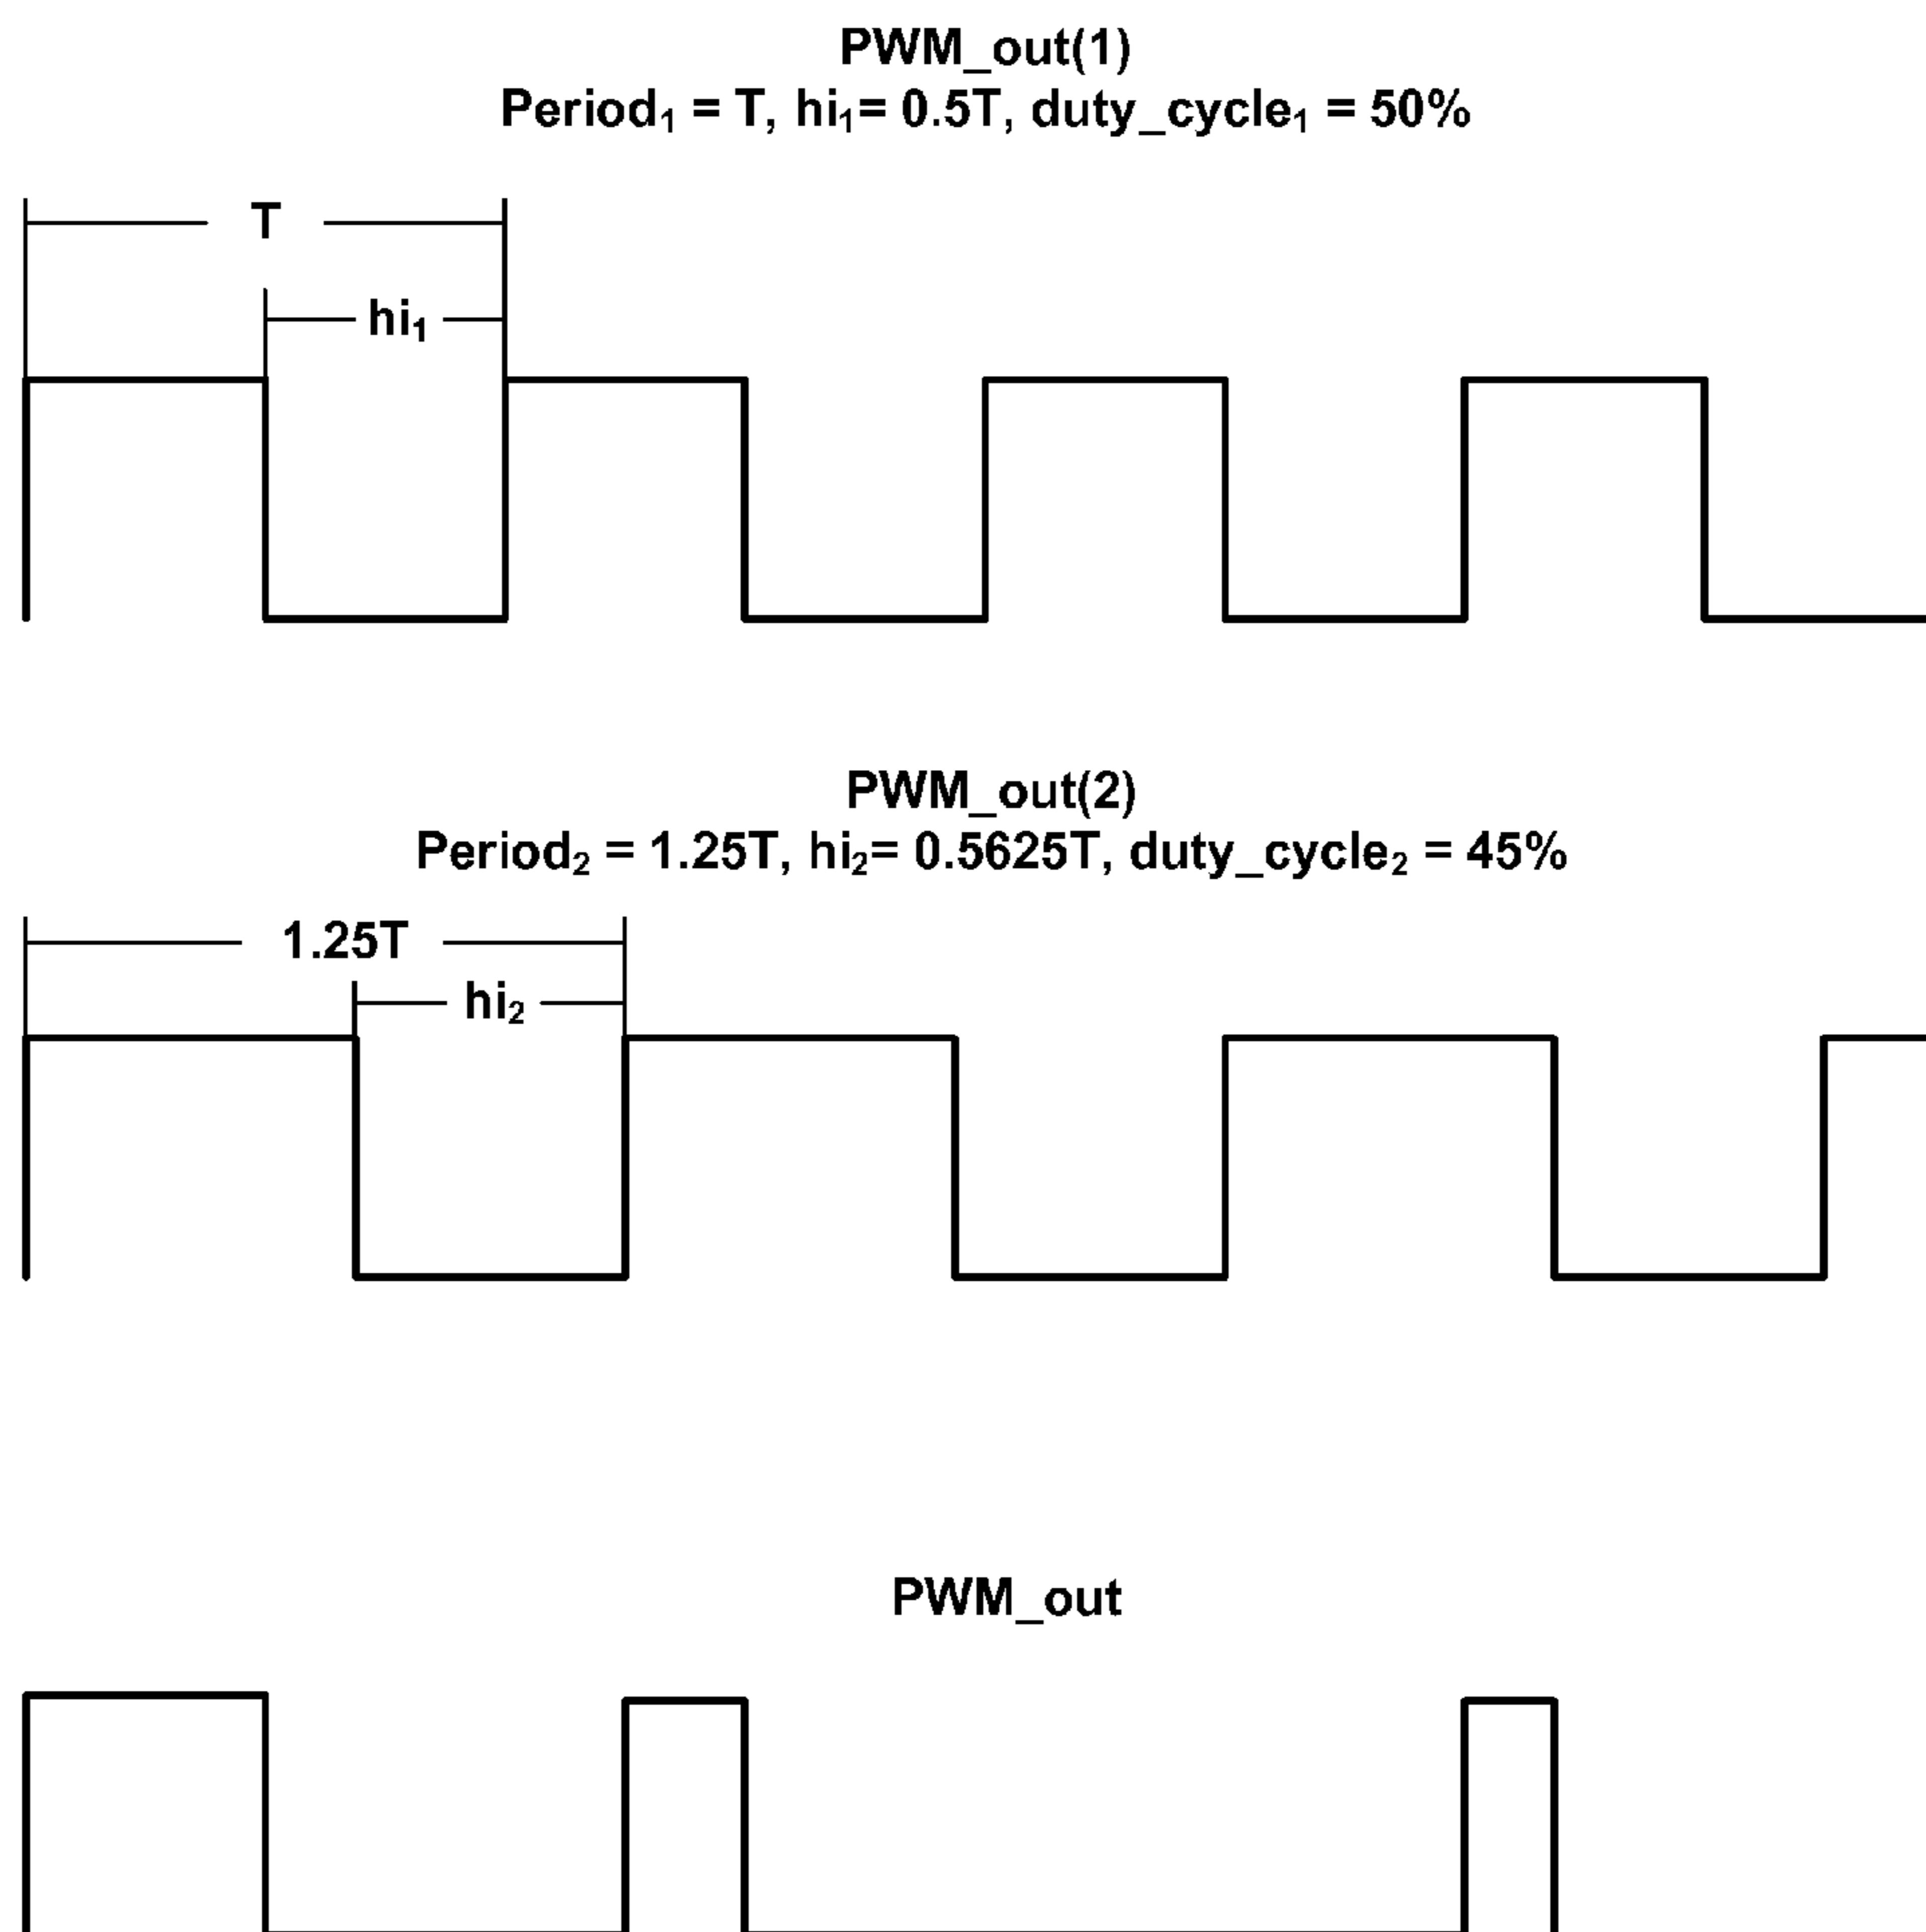 PWM_out(1)
Period₁ = T, hi₁= 0.5T, duty_cycle₁ = 50%
T
hi₁
PWM_out(2)
Period₂ = 1.25T, hi₂= 0.5625T, duty_cycle₂ = 45%
1.25T
hi₂
PWM_out